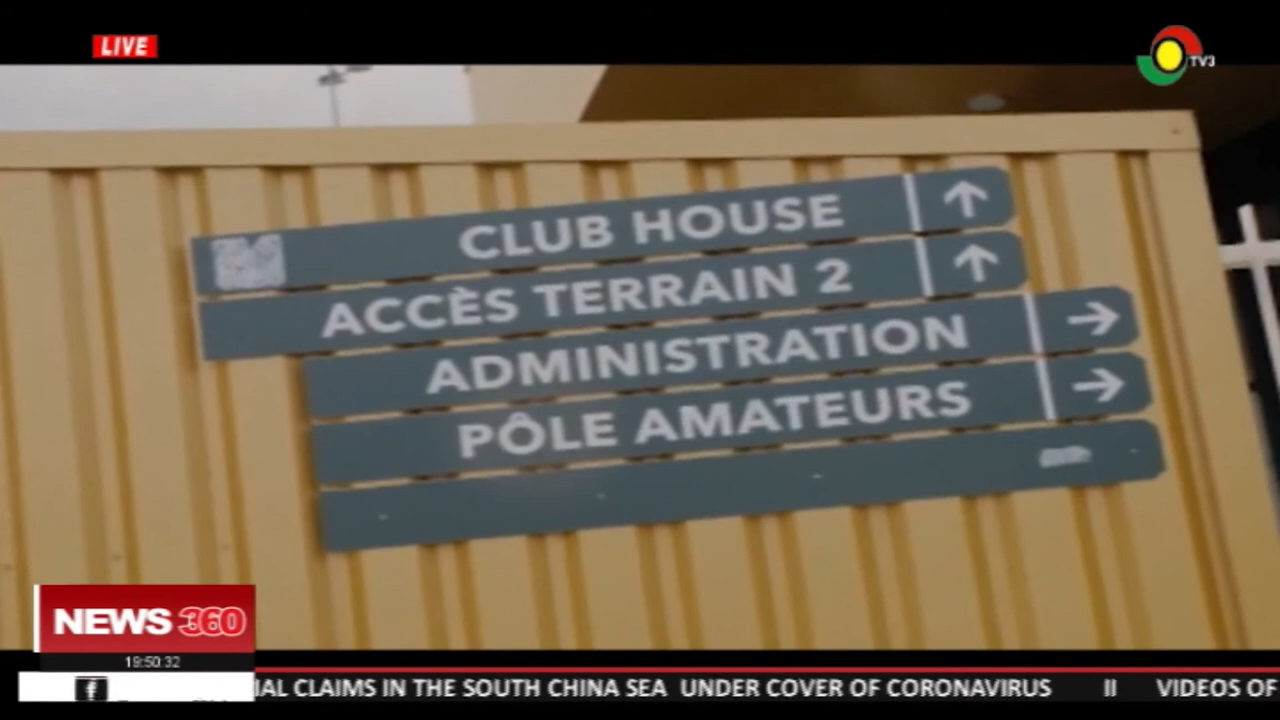 LIVE
TV3
CLUB HOUSE ↑
ACCÈS TERRAIN 2 ↑
ADMINISTRATION →
PÔLE AMATEURS →
NEWS 360
19:50:32
IAL CLAIMS IN THE SOUTH CHINA SEA UNDER COVER OF CORONAVIRUS II VIDEOS OF